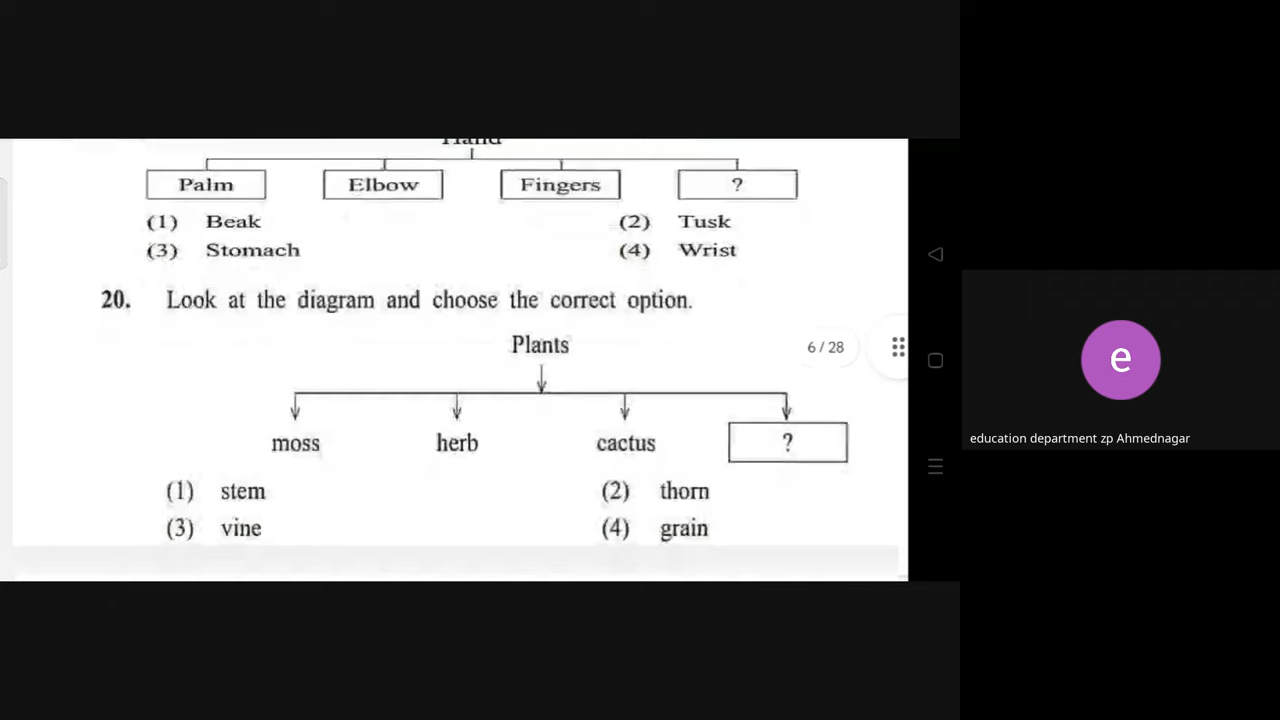 Hand
Palm Elbow Fingers ?
(1) Beak (2) Tusk
(3) Stomach (4) Wrist
20. Look at the diagram and choose the correct option.
Plants
6 / 28
moss herb cactus ?
(1) stem (2) thorn
(3) vine (4) grain
e
education department zp Ahmednagar